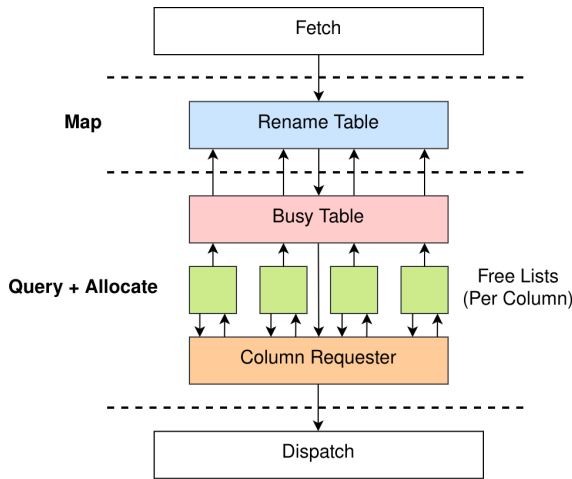 Fetch
Map
Rename Table
Busy Table
Query + Allocate
Free Lists
(Per Column)
Column Requester
Dispatch